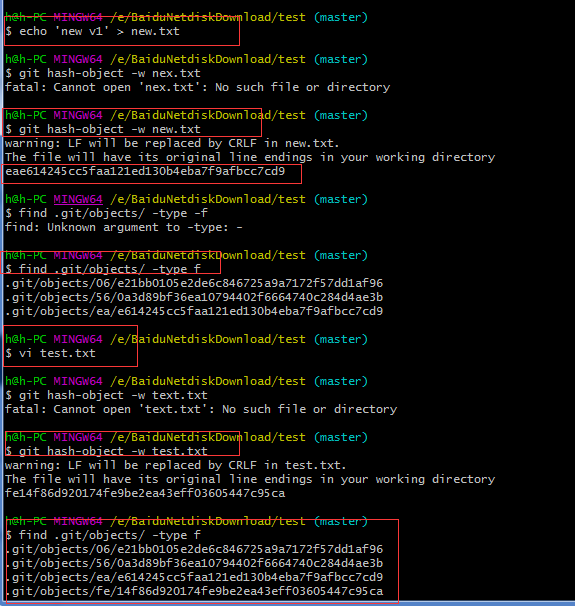 h@h-PC MINGW64 /e/BaiduNetdiskDownload/test (master)
$ echo 'new v1' > new.txt
h@h-PC MINGW64 /e/BaiduNetdiskDownload/test (master)
$ git hash-object -w nex.txt
fatal: Cannot open 'nex.txt': No such file or directory
h@h-PC MINGW64 /e/BaiduNetdiskDownload/test (master)
$ git hash-object -w new.txt
warning: LF will be replaced by CRLF in new.txt.
The file will have its original line endings in your working directory
eae614245cc5faa121ed130b4eba7f9afbcc7cd9
h@h-PC MINGW64 /e/BaiduNetdiskDownload/test (master)
$ find .git/objects/ -type -f
find: Unknown argument to -type: -
h@h-PC MINGW64 /e/BaiduNetdiskDownload/test (master)
$ find .git/objects/ -type f
.git/objects/06/e21bb0105e2de6c846725a9a7172f57dd1af96
.git/objects/56/0a3d89bf36ea10794402f6664740c284d4ae3b
.git/objects/ea/e614245cc5faa121ed130b4eba7f9afbcc7cd9
h@h-PC MINGW64 /e/BaiduNetdiskDownload/test (master)
$ vi test.txt
h@h-PC MINGW64 /e/BaiduNetdiskDownload/test (master)
$ git hash-object -w text.txt
fatal: Cannot open 'text.txt': No such file or directory
h@h-PC MINGW64 /e/BaiduNetdiskDownload/test (master)
$ git hash-object -w test.txt
warning: LF will be replaced by CRLF in test.txt.
The file will have its original line endings in your working directory
fe14f86d920174fe9be2ea43eff03605447c95ca
h@h-PC MINGW64 /e/BaiduNetdiskDownload/test (master)
$ find .git/objects/ -type f
.git/objects/06/e21bb0105e2de6c846725a9a7172f57dd1af96
.git/objects/56/0a3d89bf36ea10794402f6664740c284d4ae3b
.git/objects/ea/e614245cc5faa121ed130b4eba7f9afbcc7cd9
.git/objects/fe/14f86d920174fe9be2ea43eff03605447c95ca